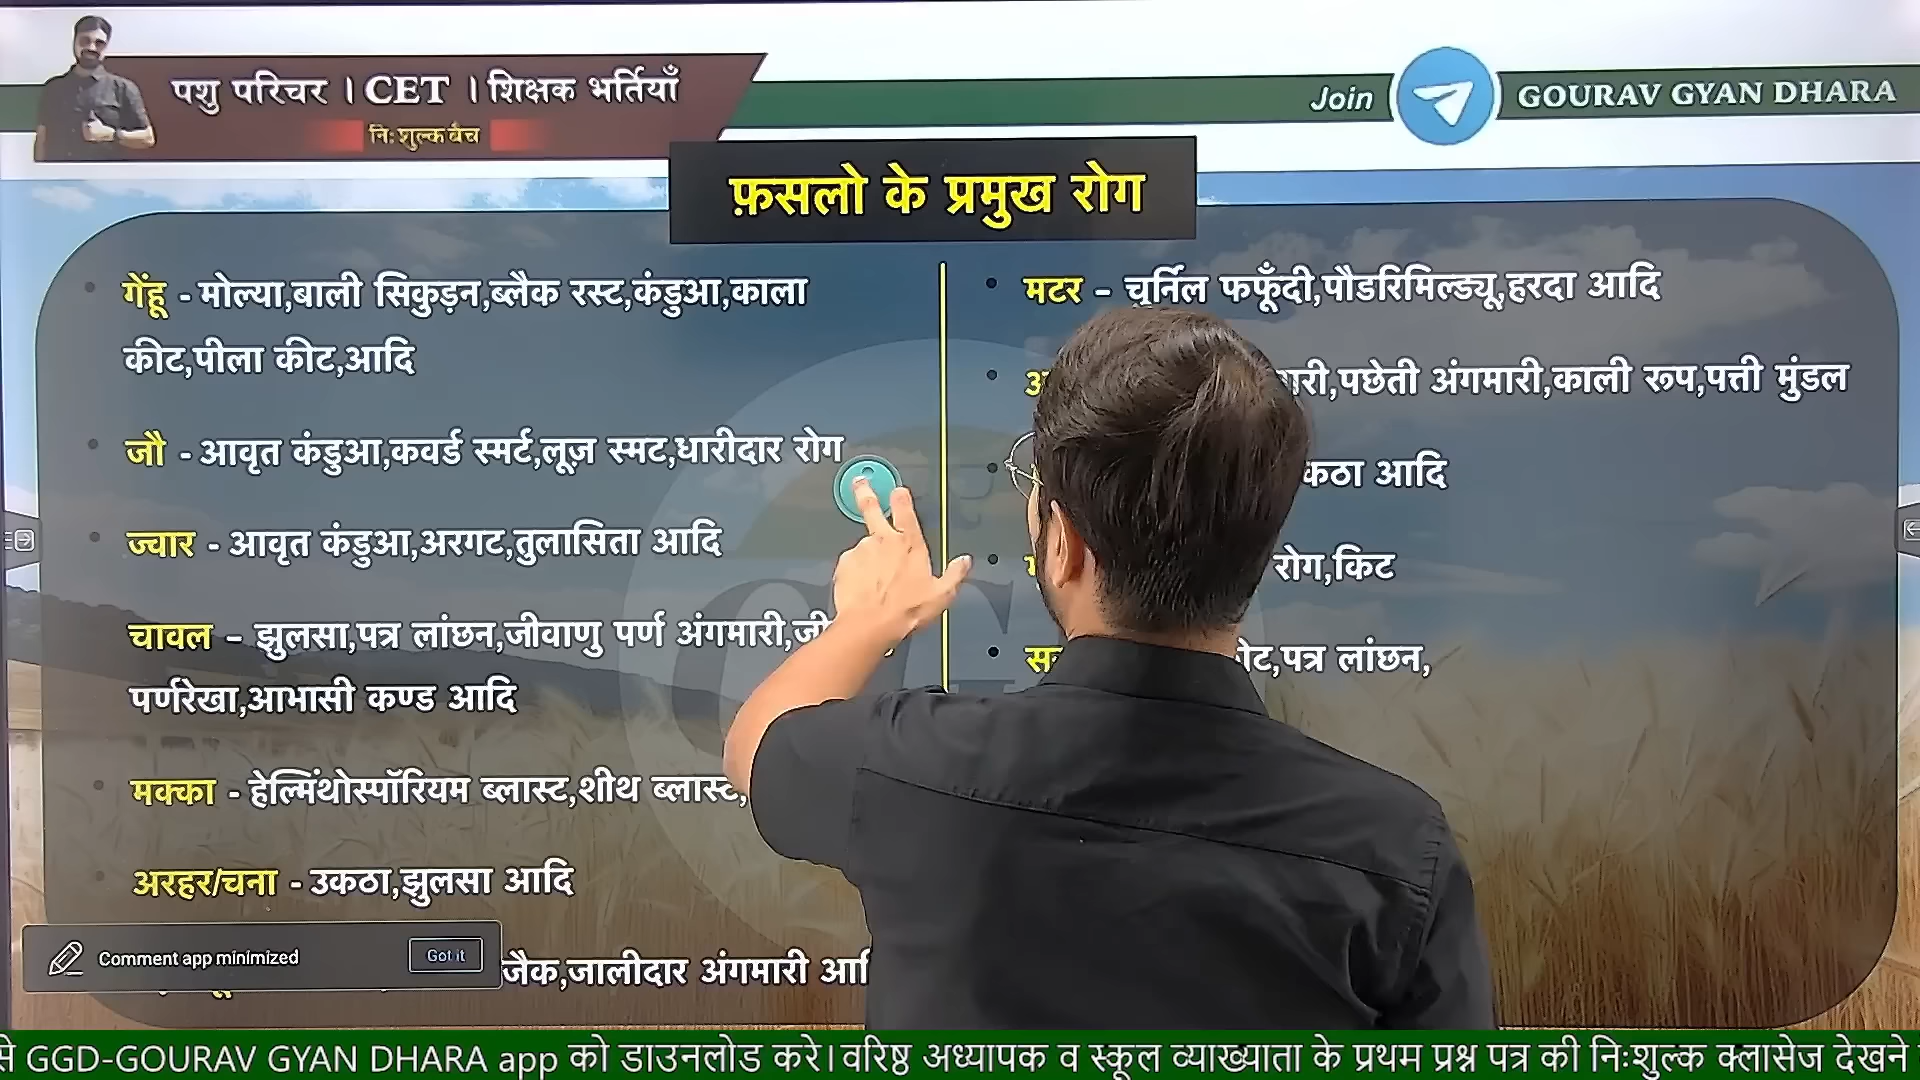 पशु परिचर । CET । शिक्षक भर्तियाँ
निःशुल्क बैच
Join GOURAV GYAN DHARA
फ़सलो के प्रमुख रोग
गेंहू - मोल्या,बाली सिकुड़न,ब्लैक रस्ट,कंडुआ,काला
कीट,पीला कीट,आदि
जौ - आवृत कंडुआ,कवर्ड स्मर्ट,लूज़ स्मट,धारीदार रोग
ज्वार - आवृत कंडुआ,अरगट,तुलासिता आदि
चावल - झुलसा,पत्र लांछन,जीवाणु पर्ण अंगमारी,
पर्णरेखा,आभासी कण्ड आदि
मक्का - हेल्मिंथोस्पॉरियम ब्लास्ट,शीथ ब्लास्ट,
अरहर/चना - उकठा,झुलसा आदि
जैक,जालीदार अंगमारी
मटर - चूर्निल फफूँदी,पौडरिमिल्ड्यू,हरदा आदि
पछेती अंगमारी,काली रूप,पत्ती मुंडल
आदि
रोग,किट
पत्र लांछन,
Comment app minimized
Got it
से GGD-GOURAV GYAN DHARA app को डाउनलोड करे।वरिष्ठ अध्यापक व स्कूल व्याख्याता के प्रथम प्रश्न पत्र की निःशुल्क क्लासेज देखने